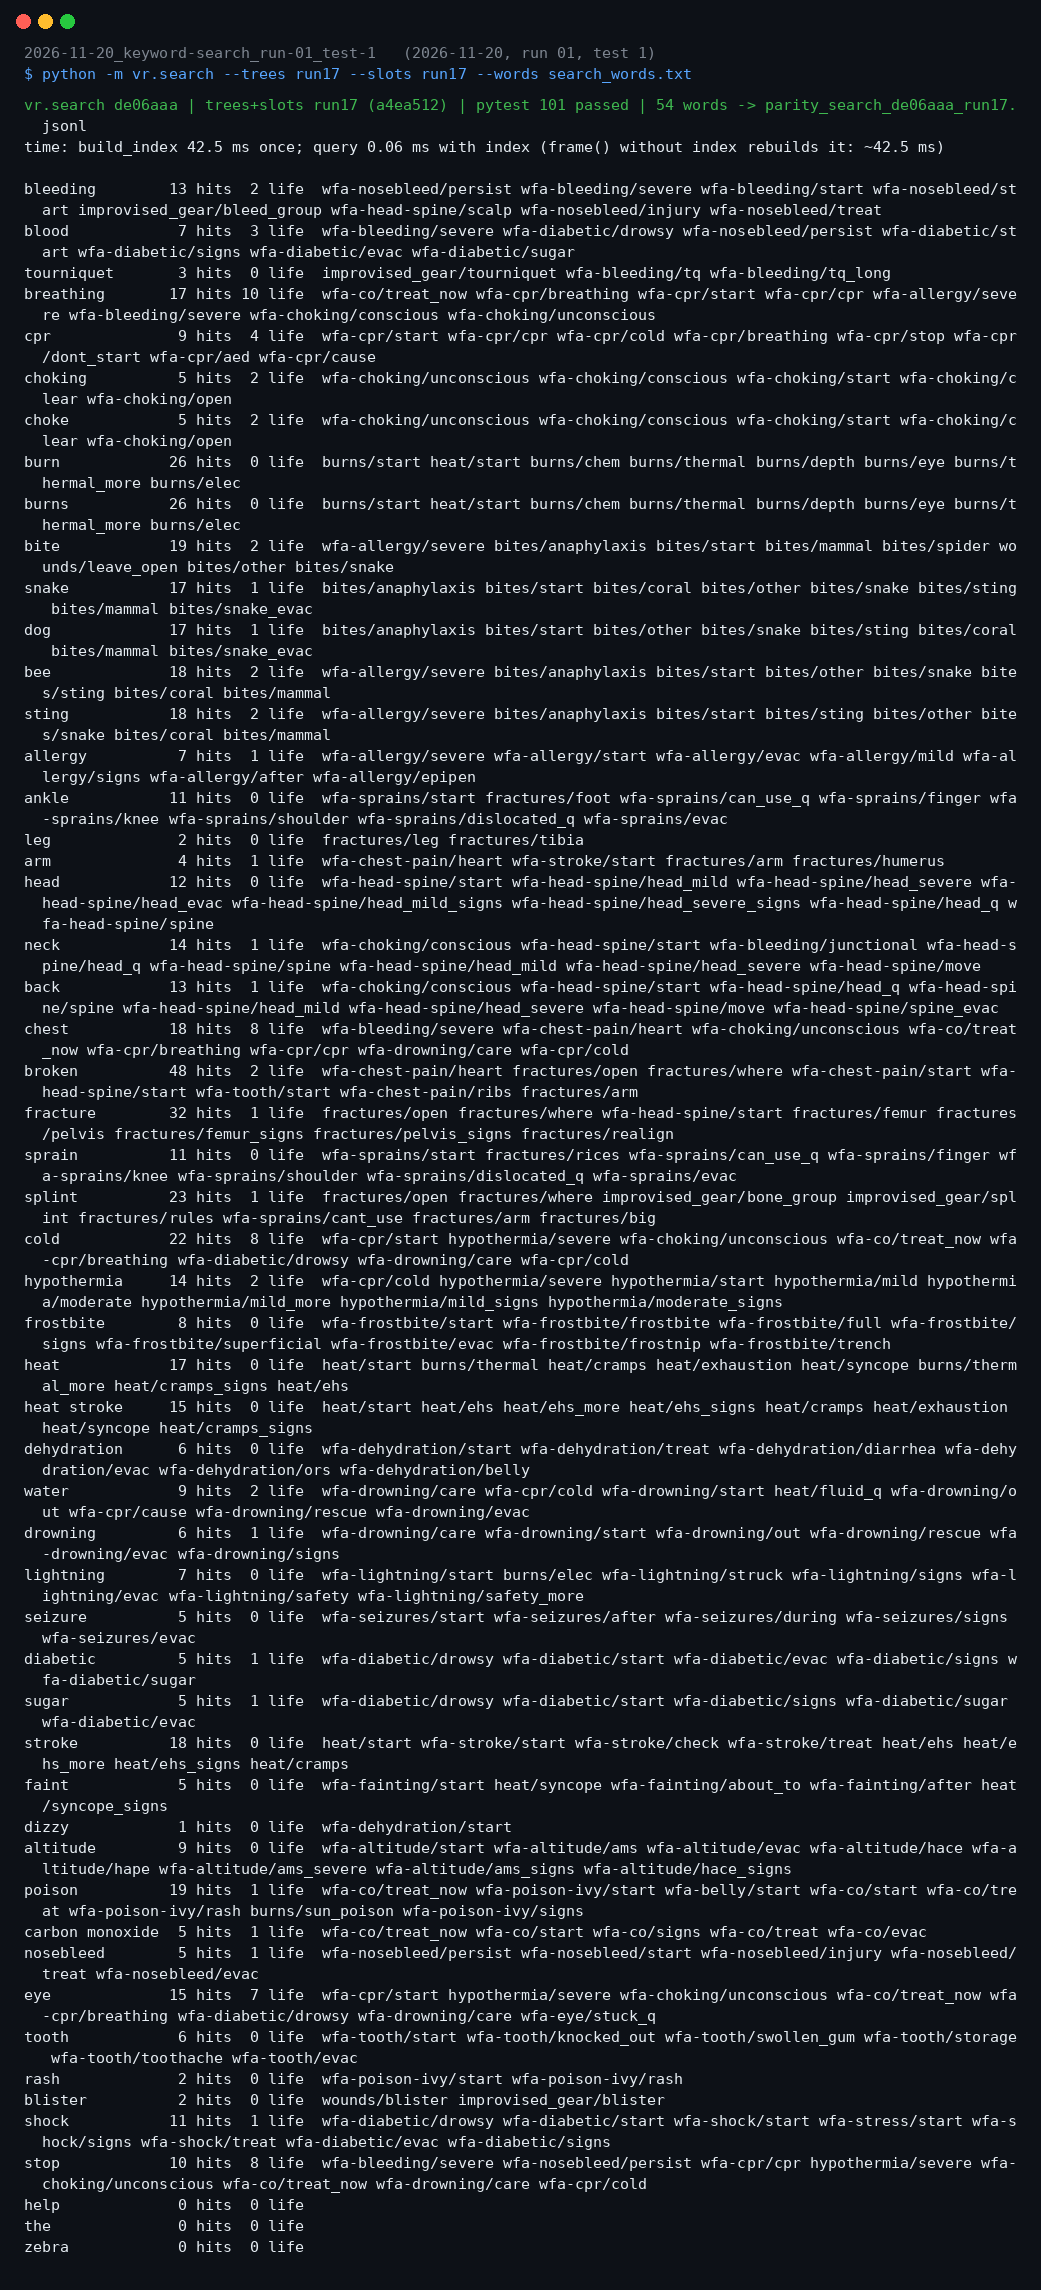 2026-11-20_keyword-search_run-01_test-1   (2026-11-20, run 01, test 1)
$ python -m vr.search --trees run17 --slots run17 --words search_words.txt
vr.search de06aaa | trees+slots run17 (a4ea512) | pytest 101 passed | 54 words -> parity_search_de06aaa_run17.
  jsonl
time: build_index 42.5 ms once; query 0.06 ms with index (frame() without index rebuilds it: ~42.5 ms)
bleeding        13 hits  2 life  wfa-nosebleed/persist wfa-bleeding/severe wfa-bleeding/start wfa-nosebleed/st
  art improvised_gear/bleed_group wfa-head-spine/scalp wfa-nosebleed/injury wfa-nosebleed/treat
blood            7 hits  3 life  wfa-bleeding/severe wfa-diabetic/drowsy wfa-nosebleed/persist wfa-diabetic/st
  art wfa-diabetic/signs wfa-diabetic/evac wfa-diabetic/sugar
tourniquet       3 hits  0 life  improvised_gear/tourniquet wfa-bleeding/tq wfa-bleeding/tq_long
breathing       17 hits 10 life  wfa-co/treat_now wfa-cpr/breathing wfa-cpr/start wfa-cpr/cpr wfa-allergy/seve
  re wfa-bleeding/severe wfa-choking/conscious wfa-choking/unconscious
cpr              9 hits  4 life  wfa-cpr/start wfa-cpr/cpr wfa-cpr/cold wfa-cpr/breathing wfa-cpr/stop wfa-cpr
  /dont_start wfa-cpr/aed wfa-cpr/cause
choking          5 hits  2 life  wfa-choking/unconscious wfa-choking/conscious wfa-choking/start wfa-choking/c
  lear wfa-choking/open
choke            5 hits  2 life  wfa-choking/unconscious wfa-choking/conscious wfa-choking/start wfa-choking/c
  lear wfa-choking/open
burn            26 hits  0 life  burns/start heat/start burns/chem burns/thermal burns/depth burns/eye burns/t
  hermal_more burns/elec
burns           26 hits  0 life  burns/start heat/start burns/chem burns/thermal burns/depth burns/eye burns/t
  hermal_more burns/elec
bite            19 hits  2 life  wfa-allergy/severe bites/anaphylaxis bites/start bites/mammal bites/spider wo
  unds/leave_open bites/other bites/snake
snake           17 hits  1 life  bites/anaphylaxis bites/start bites/coral bites/other bites/snake bites/sting
   bites/mammal bites/snake_evac
dog             17 hits  1 life  bites/anaphylaxis bites/start bites/other bites/snake bites/sting bites/coral
   bites/mammal bites/snake_evac
bee             18 hits  2 life  wfa-allergy/severe bites/anaphylaxis bites/start bites/other bites/snake bite
  s/sting bites/coral bites/mammal
sting           18 hits  2 life  wfa-allergy/severe bites/anaphylaxis bites/start bites/sting bites/other bite
  s/snake bites/coral bites/mammal
allergy          7 hits  1 life  wfa-allergy/severe wfa-allergy/start wfa-allergy/evac wfa-allergy/mild wfa-al
  lergy/signs wfa-allergy/after wfa-allergy/epipen
ankle           11 hits  0 life  wfa-sprains/start fractures/foot wfa-sprains/can_use_q wfa-sprains/finger wfa
  -sprains/knee wfa-sprains/shoulder wfa-sprains/dislocated_q wfa-sprains/evac
leg              2 hits  0 life  fractures/leg fractures/tibia
arm              4 hits  1 life  wfa-chest-pain/heart wfa-stroke/start fractures/arm fractures/humerus
head            12 hits  0 life  wfa-head-spine/start wfa-head-spine/head_mild wfa-head-spine/head_severe wfa-
  head-spine/head_evac wfa-head-spine/head_mild_signs wfa-head-spine/head_severe_signs wfa-head-spine/head_q w
  fa-head-spine/spine
neck            14 hits  1 life  wfa-choking/conscious wfa-head-spine/start wfa-bleeding/junctional wfa-head-s
  pine/head_q wfa-head-spine/spine wfa-head-spine/head_mild wfa-head-spine/head_severe wfa-head-spine/move
back            13 hits  1 life  wfa-choking/conscious wfa-head-spine/start wfa-head-spine/head_q wfa-head-spi
  ne/spine wfa-head-spine/head_mild wfa-head-spine/head_severe wfa-head-spine/move wfa-head-spine/spine_evac
chest           18 hits  8 life  wfa-bleeding/severe wfa-chest-pain/heart wfa-choking/unconscious wfa-co/treat
  _now wfa-cpr/breathing wfa-cpr/cpr wfa-drowning/care wfa-cpr/cold
broken          48 hits  2 life  wfa-chest-pain/heart fractures/open fractures/where wfa-chest-pain/start wfa-
  head-spine/start wfa-tooth/start wfa-chest-pain/ribs fractures/arm
fracture        32 hits  1 life  fractures/open fractures/where wfa-head-spine/start fractures/femur fractures
  /pelvis fractures/femur_signs fractures/pelvis_signs fractures/realign
sprain          11 hits  0 life  wfa-sprains/start fractures/rices wfa-sprains/can_use_q wfa-sprains/finger wf
  a-sprains/knee wfa-sprains/shoulder wfa-sprains/dislocated_q wfa-sprains/evac
splint          23 hits  1 life  fractures/open fractures/where improvised_gear/bone_group improvised_gear/spl
  int fractures/rules wfa-sprains/cant_use fractures/arm fractures/big
cold            22 hits  8 life  wfa-cpr/start hypothermia/severe wfa-choking/unconscious wfa-co/treat_now wfa
  -cpr/breathing wfa-diabetic/drowsy wfa-drowning/care wfa-cpr/cold
hypothermia     14 hits  2 life  wfa-cpr/cold hypothermia/severe hypothermia/start hypothermia/mild hypothermi
  a/moderate hypothermia/mild_more hypothermia/mild_signs hypothermia/moderate_signs
frostbite        8 hits  0 life  wfa-frostbite/start wfa-frostbite/frostbite wfa-frostbite/full wfa-frostbite/
  signs wfa-frostbite/superficial wfa-frostbite/evac wfa-frostbite/frostnip wfa-frostbite/trench
heat            17 hits  0 life  heat/start burns/thermal heat/cramps heat/exhaustion heat/syncope burns/therm
  al_more heat/cramps_signs heat/ehs
heat stroke     15 hits  0 life  heat/start heat/ehs heat/ehs_more heat/ehs_signs heat/cramps heat/exhaustion
  heat/syncope heat/cramps_signs
dehydration      6 hits  0 life  wfa-dehydration/start wfa-dehydration/treat wfa-dehydration/diarrhea wfa-dehy
  dration/evac wfa-dehydration/ors wfa-dehydration/belly
water            9 hits  2 life  wfa-drowning/care wfa-cpr/cold wfa-drowning/start heat/fluid_q wfa-drowning/o
  ut wfa-cpr/cause wfa-drowning/rescue wfa-drowning/evac
drowning         6 hits  1 life  wfa-drowning/care wfa-drowning/start wfa-drowning/out wfa-drowning/rescue wfa
  -drowning/evac wfa-drowning/signs
lightning        7 hits  0 life  wfa-lightning/start burns/elec wfa-lightning/struck wfa-lightning/signs wfa-l
  ightning/evac wfa-lightning/safety wfa-lightning/safety_more
seizure          5 hits  0 life  wfa-seizures/start wfa-seizures/after wfa-seizures/during wfa-seizures/signs
  wfa-seizures/evac
diabetic         5 hits  1 life  wfa-diabetic/drowsy wfa-diabetic/start wfa-diabetic/evac wfa-diabetic/signs w
  fa-diabetic/sugar
sugar            5 hits  1 life  wfa-diabetic/drowsy wfa-diabetic/start wfa-diabetic/signs wfa-diabetic/sugar
  wfa-diabetic/evac
stroke          18 hits  0 life  heat/start wfa-stroke/start wfa-stroke/check wfa-stroke/treat heat/ehs heat/e
  hs_more heat/ehs_signs heat/cramps
faint            5 hits  0 life  wfa-fainting/start heat/syncope wfa-fainting/about_to wfa-fainting/after heat
  /syncope_signs
dizzy            1 hits  0 life  wfa-dehydration/start
altitude         9 hits  0 life  wfa-altitude/start wfa-altitude/ams wfa-altitude/evac wfa-altitude/hace wfa-a
  ltitude/hape wfa-altitude/ams_severe wfa-altitude/ams_signs wfa-altitude/hace_signs
poison          19 hits  1 life  wfa-co/treat_now wfa-poison-ivy/start wfa-belly/start wfa-co/start wfa-co/tre
  at wfa-poison-ivy/rash burns/sun_poison wfa-poison-ivy/signs
carbon monoxide  5 hits  1 life  wfa-co/treat_now wfa-co/start wfa-co/signs wfa-co/treat wfa-co/evac
nosebleed        5 hits  1 life  wfa-nosebleed/persist wfa-nosebleed/start wfa-nosebleed/injury wfa-nosebleed/
  treat wfa-nosebleed/evac
eye             15 hits  7 life  wfa-cpr/start hypothermia/severe wfa-choking/unconscious wfa-co/treat_now wfa
  -cpr/breathing wfa-diabetic/drowsy wfa-drowning/care wfa-eye/stuck_q
tooth            6 hits  0 life  wfa-tooth/start wfa-tooth/knocked_out wfa-tooth/swollen_gum wfa-tooth/storage
   wfa-tooth/toothache wfa-tooth/evac
rash             2 hits  0 life  wfa-poison-ivy/start wfa-poison-ivy/rash
blister          2 hits  0 life  wounds/blister improvised_gear/blister
shock           11 hits  1 life  wfa-diabetic/drowsy wfa-diabetic/start wfa-shock/start wfa-stress/start wfa-s
  hock/signs wfa-shock/treat wfa-diabetic/evac wfa-diabetic/signs
stop            10 hits  8 life  wfa-bleeding/severe wfa-nosebleed/persist wfa-cpr/cpr hypothermia/severe wfa-
  choking/unconscious wfa-co/treat_now wfa-drowning/care wfa-cpr/cold
help             0 hits  0 life
the              0 hits  0 life
zebra            0 hits  0 life